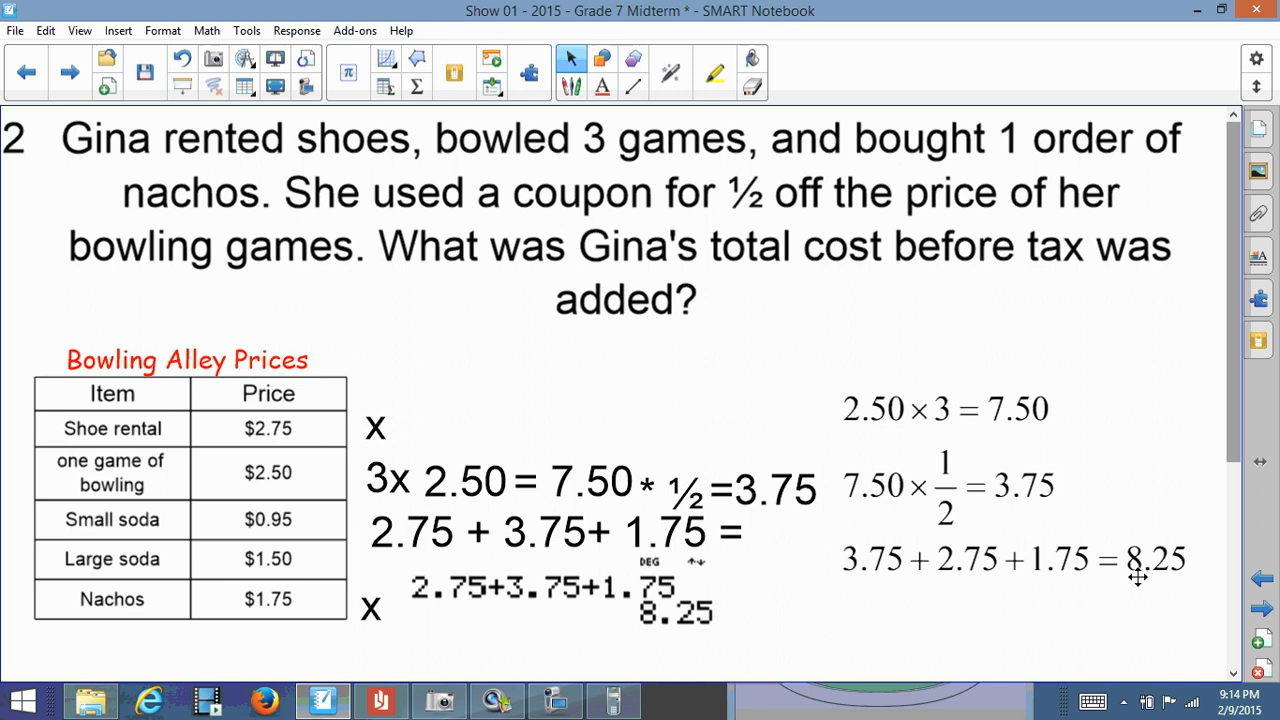 Show 01 - 2015 - Grade 7 Midterm * - SMART Notebook
File Edit View Insert Format Math Tools Response Add-ons Help
2 Gina rented shoes, bowled 3 games, and bought 1 order of
nachos. She used a coupon for ½ off the price of her
bowling games. What was Gina's total cost before tax was
added?
Bowling Alley Prices
Item Price
Shoe rental $2.75 x
one game of
bowling $2.50
Small soda $0.95
Large soda $1.50
Nachos $1.75 x
3x 2.50 = 7.50 * ½ =3.75
2.75 + 3.75+ 1.75 =
DEG
2.75+3.75+1.75
8.25
2.50 × 3 = 7.50
7.50 × 1/2 = 3.75
3.75 + 2.75 + 1.75 = 8.25
9:14 PM
2/9/2015